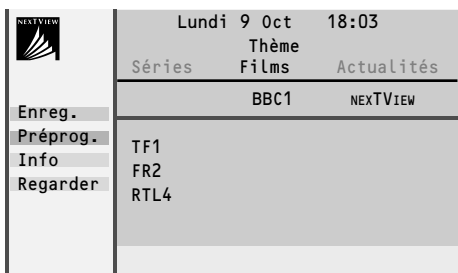 NEXTVIEW
Lundi 9 Oct 18:03
Thème
Séries Films Actualités
BBC1 NEXTVIEW
Enreg.
Préprog.
Info
Regarder
TF1
FR2
RTL4